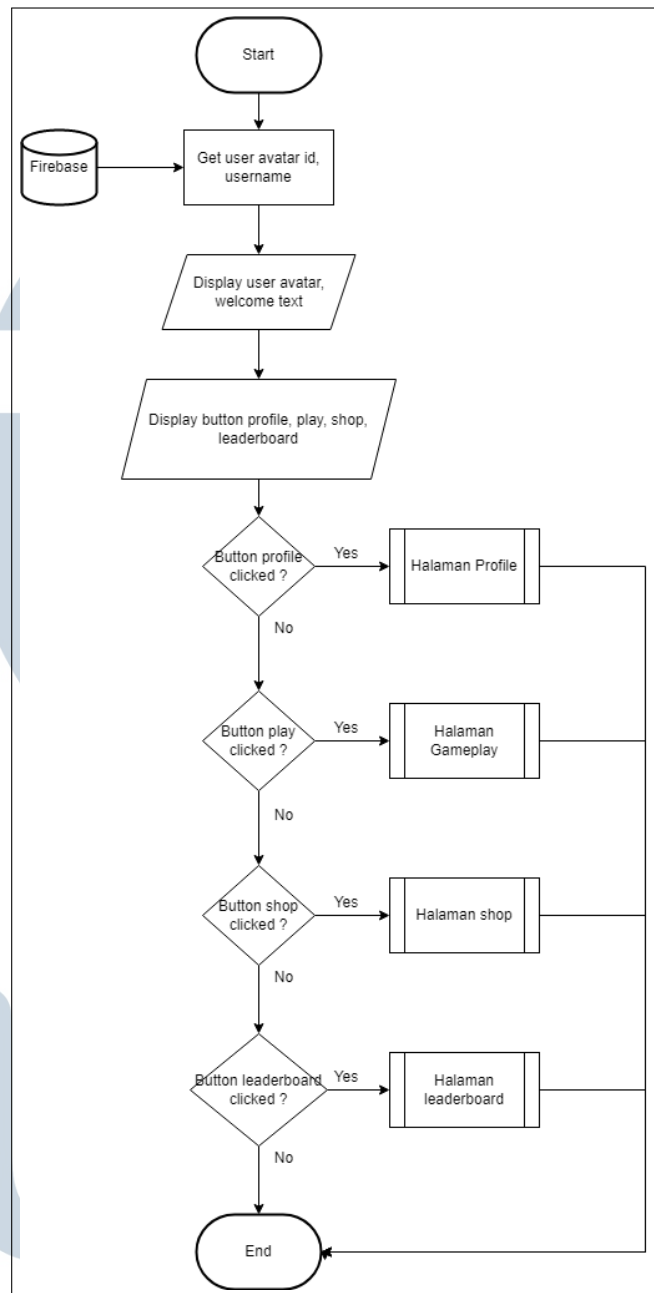 Start
Firebase
Get user avatar id,
username
Display user avatar,
welcome text
Display button profile, play, shop,
leaderboard
Button profile
clicked ?
Yes
Halaman Profile
No
Button play
clicked ?
Yes
Halaman
Gameplay
No
Button shop
clicked ?
Yes
Halaman shop
No
Button leaderboard
clicked ?
Yes
Halaman
leaderboard
No
End